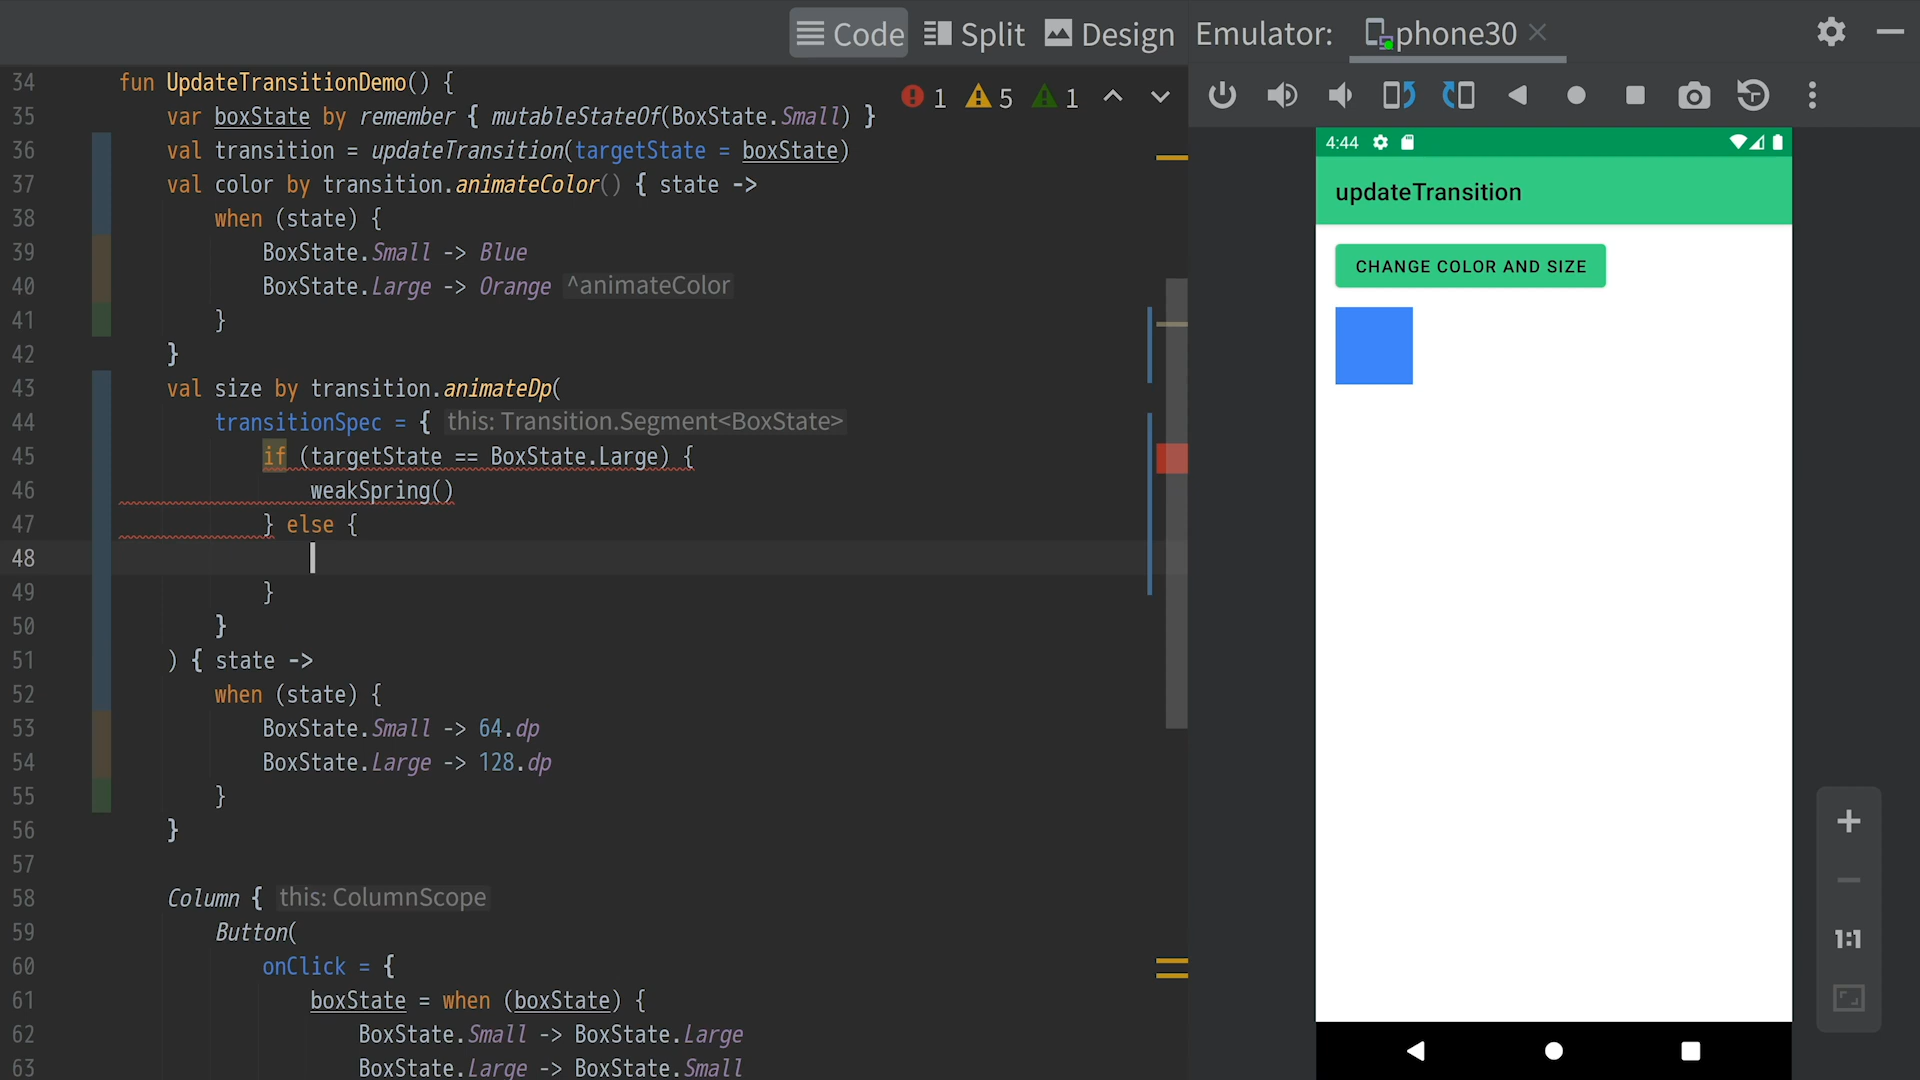 Code Split Design Emulator: phone30
34 fun UpdateTransitionDemo() {
1 5 1
35 var boxState by remember { mutableStateOf(BoxState.Small) }
36 val transition = updateTransition(targetState = boxState)
37 val color by transition.animateColor() { state ->
38 when (state) {
39 BoxState.Small -> Blue
40 BoxState.Large -> Orange ^animateColor
41 }
42 }
43 val size by transition.animateDp(
44 transitionSpec = { this: Transition.Segment<BoxState>
45 if (targetState == BoxState.Large) {
46 weakSpring()
47 } else {
48
49 }
50 }
51 ) { state ->
52 when (state) {
53 BoxState.Small -> 64.dp
54 BoxState.Large -> 128.dp
55 }
56 }
57
58 Column { this: ColumnScope
59 Button(
60 onClick = {
61 boxState = when (boxState) {
62 BoxState.Small -> BoxState.Large
63 BoxState.Large -> BoxState.Small
4:44
updateTransition
CHANGE COLOR AND SIZE
1:1